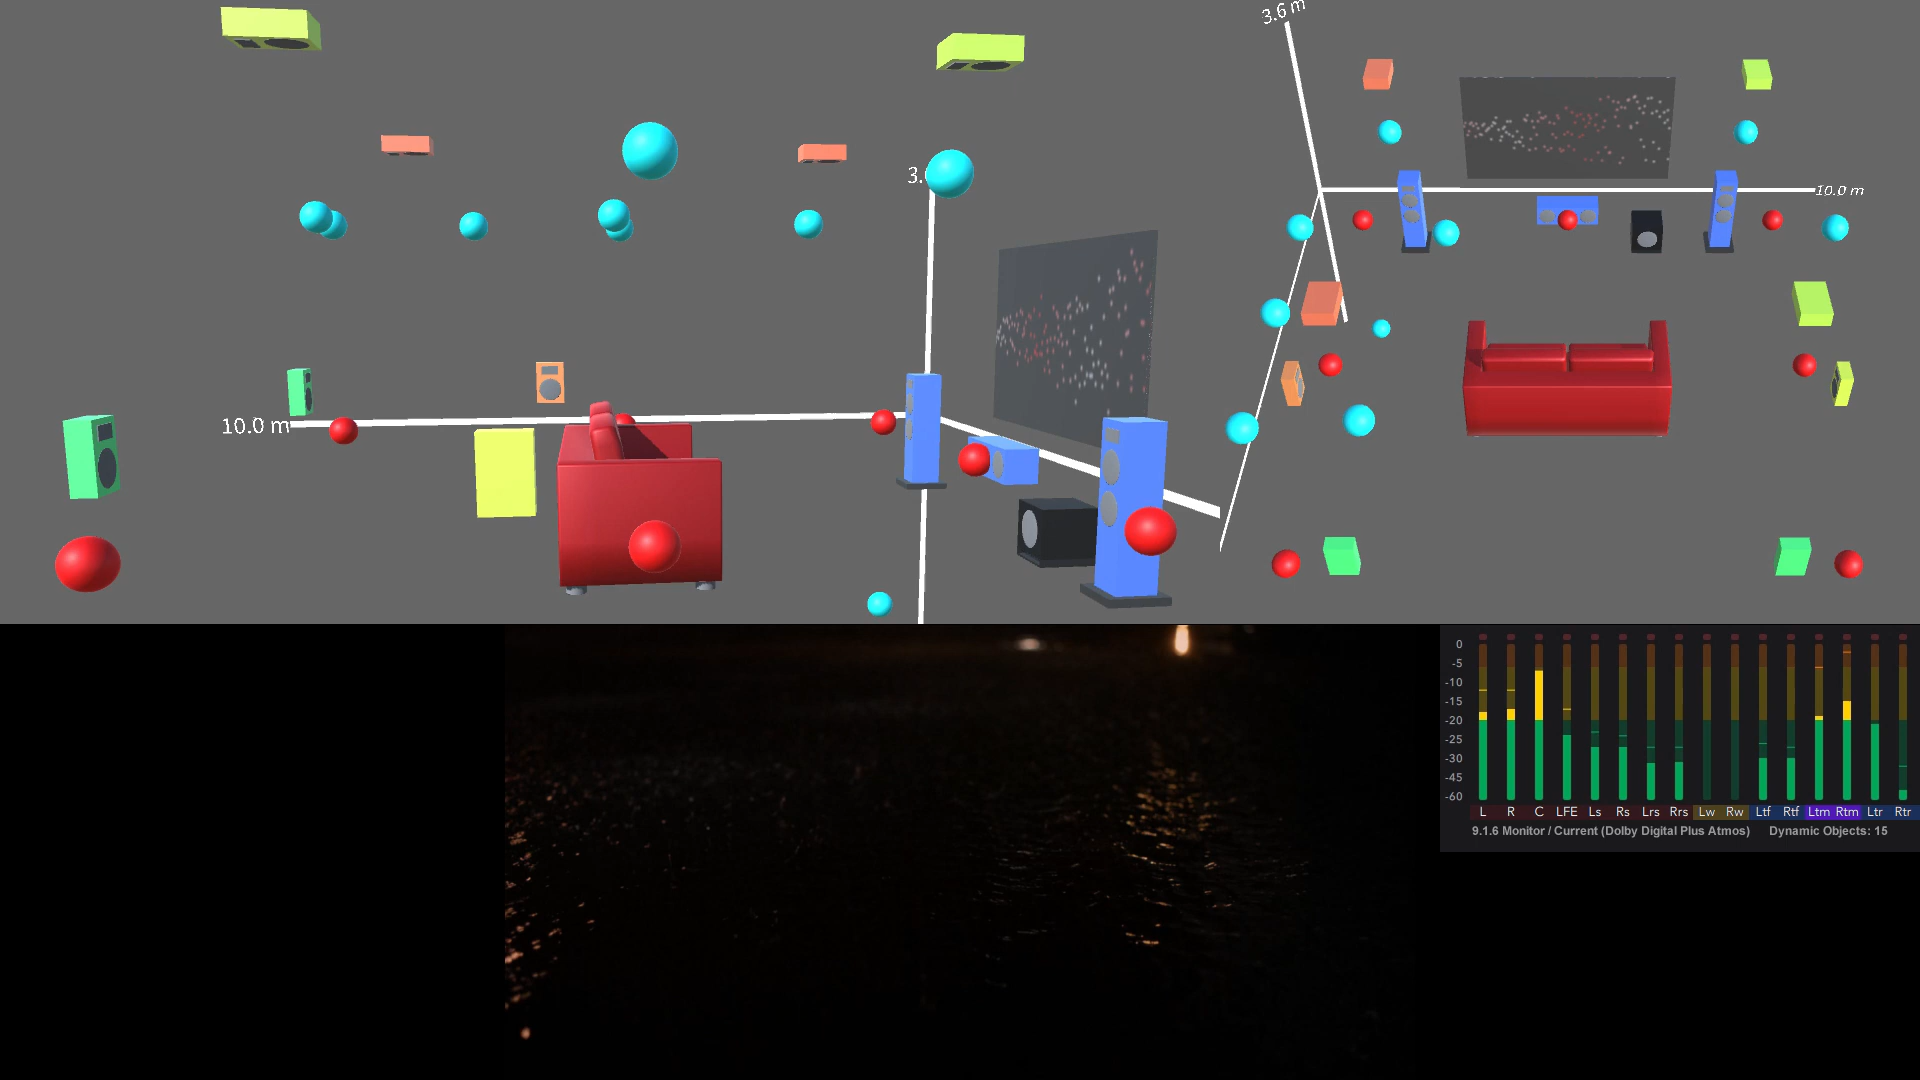 3.6 m
3.
10.0 m
10.0 m
0
-5
-10
-15
-20
-25
-30
-45
-60
L R C LFE Ls Rs Lrs Rrs Lw Rw Ltf Rtf Ltm Rtm Ltr Rtr
9.1.6 Monitor / Current (Dolby Digital Plus Atmos) Dynamic Objects: 15